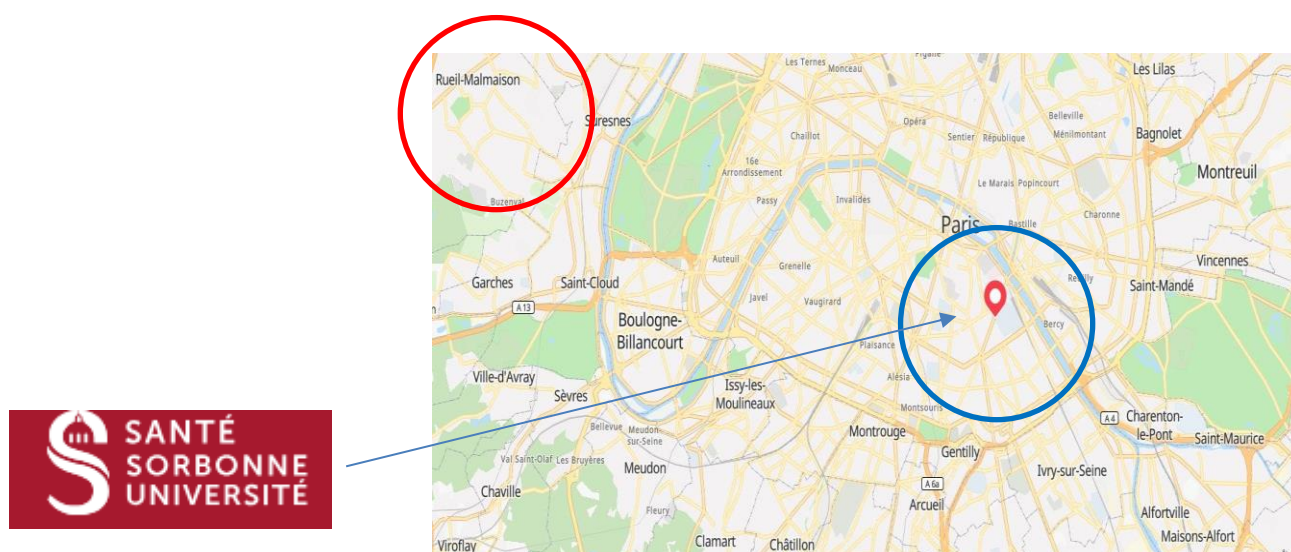 Les Ternes
Monceau
Les Lilas
Rueil-Malmaison
Suresnes
Chaillot
Opéra
Sentier
République
Belleville
Ménilmontant
Bagnolet
16e
Arrondissement
Montreuil
Le Marais
Popincourt
Buzenval
Passy
Invalides
Paris
Bastille
Charonne
Auteuil
Grenelle
Vincennes
Garches
Saint-Cloud
Reuilly
Saint-Mandé
A 13
Javel
Vaugirard
Boulogne-
Billancourt
Bercy
Plaisance
Ville-d'Avray
Sèvres
Issy-les-
Moulineaux
Alésia
Montsouris
A 4
Charenton-
le-Pont
Saint-Maurice
Bellevue
Meudon-
sur-Seine
Montrouge
Gentilly
Val Saint-Olaf
Les Bruyères
Meudon
Ivry-sur-Seine
A 6a
Arcueil
Chaville
Fleury
Alfortville
Viroflay
Clamart
Châtillon
Maisons-Alfort
SANTÉ
SORBONNE
UNIVERSITÉ